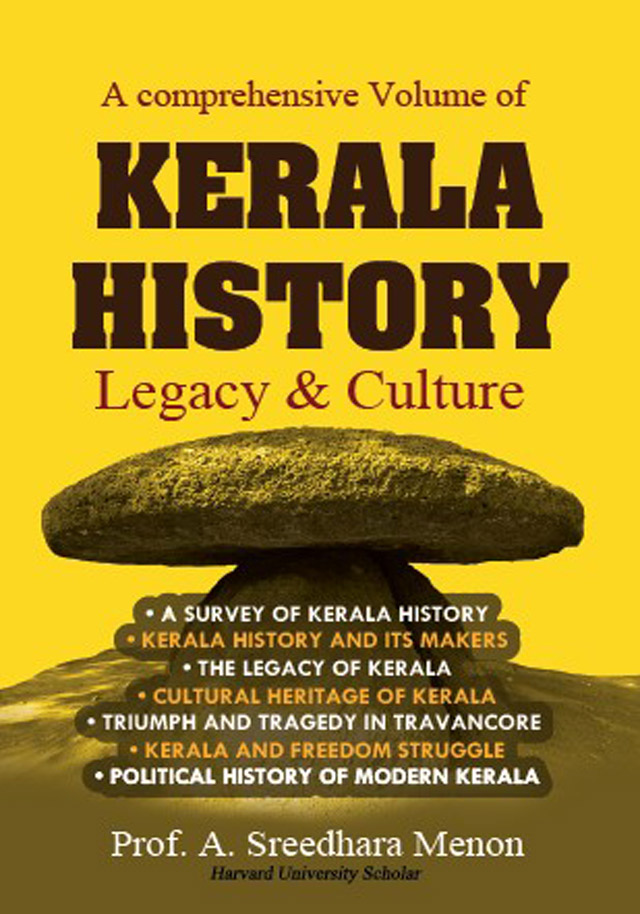 A comprehensive Volume of
KERALA
HISTORY
Legacy & Culture
• A SURVEY OF KERALA HISTORY
• KERALA HISTORY AND ITS MAKERS
• THE LEGACY OF KERALA
• CULTURAL HERITAGE OF KERALA
• TRIUMPH AND TRAGEDY IN TRAVANCORE
• KERALA AND FREEDOM STRUGGLE
• POLITICAL HISTORY OF MODERN KERALA
Prof. A. Sreedhara Menon
Harvard University Scholar